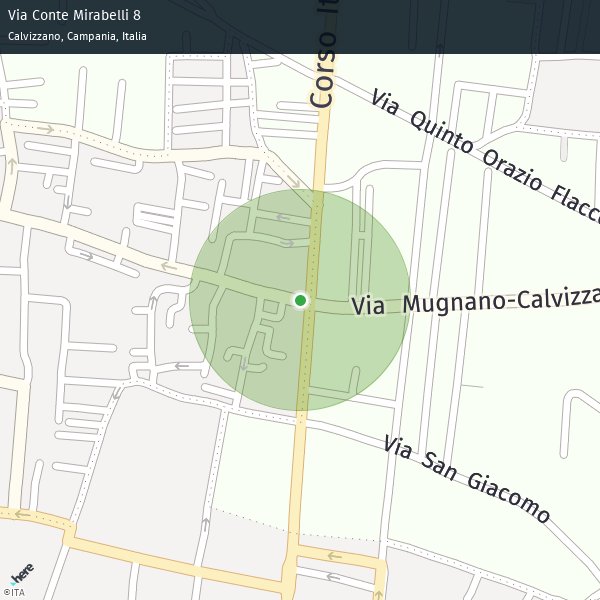 Via Conte Mirabelli 8
Calvizzano, Campania, Italia
Corso It
Via Quinto Orazio Flacco
Via Mugnano-Calvizza
Via San Giacomo
here
©ITA